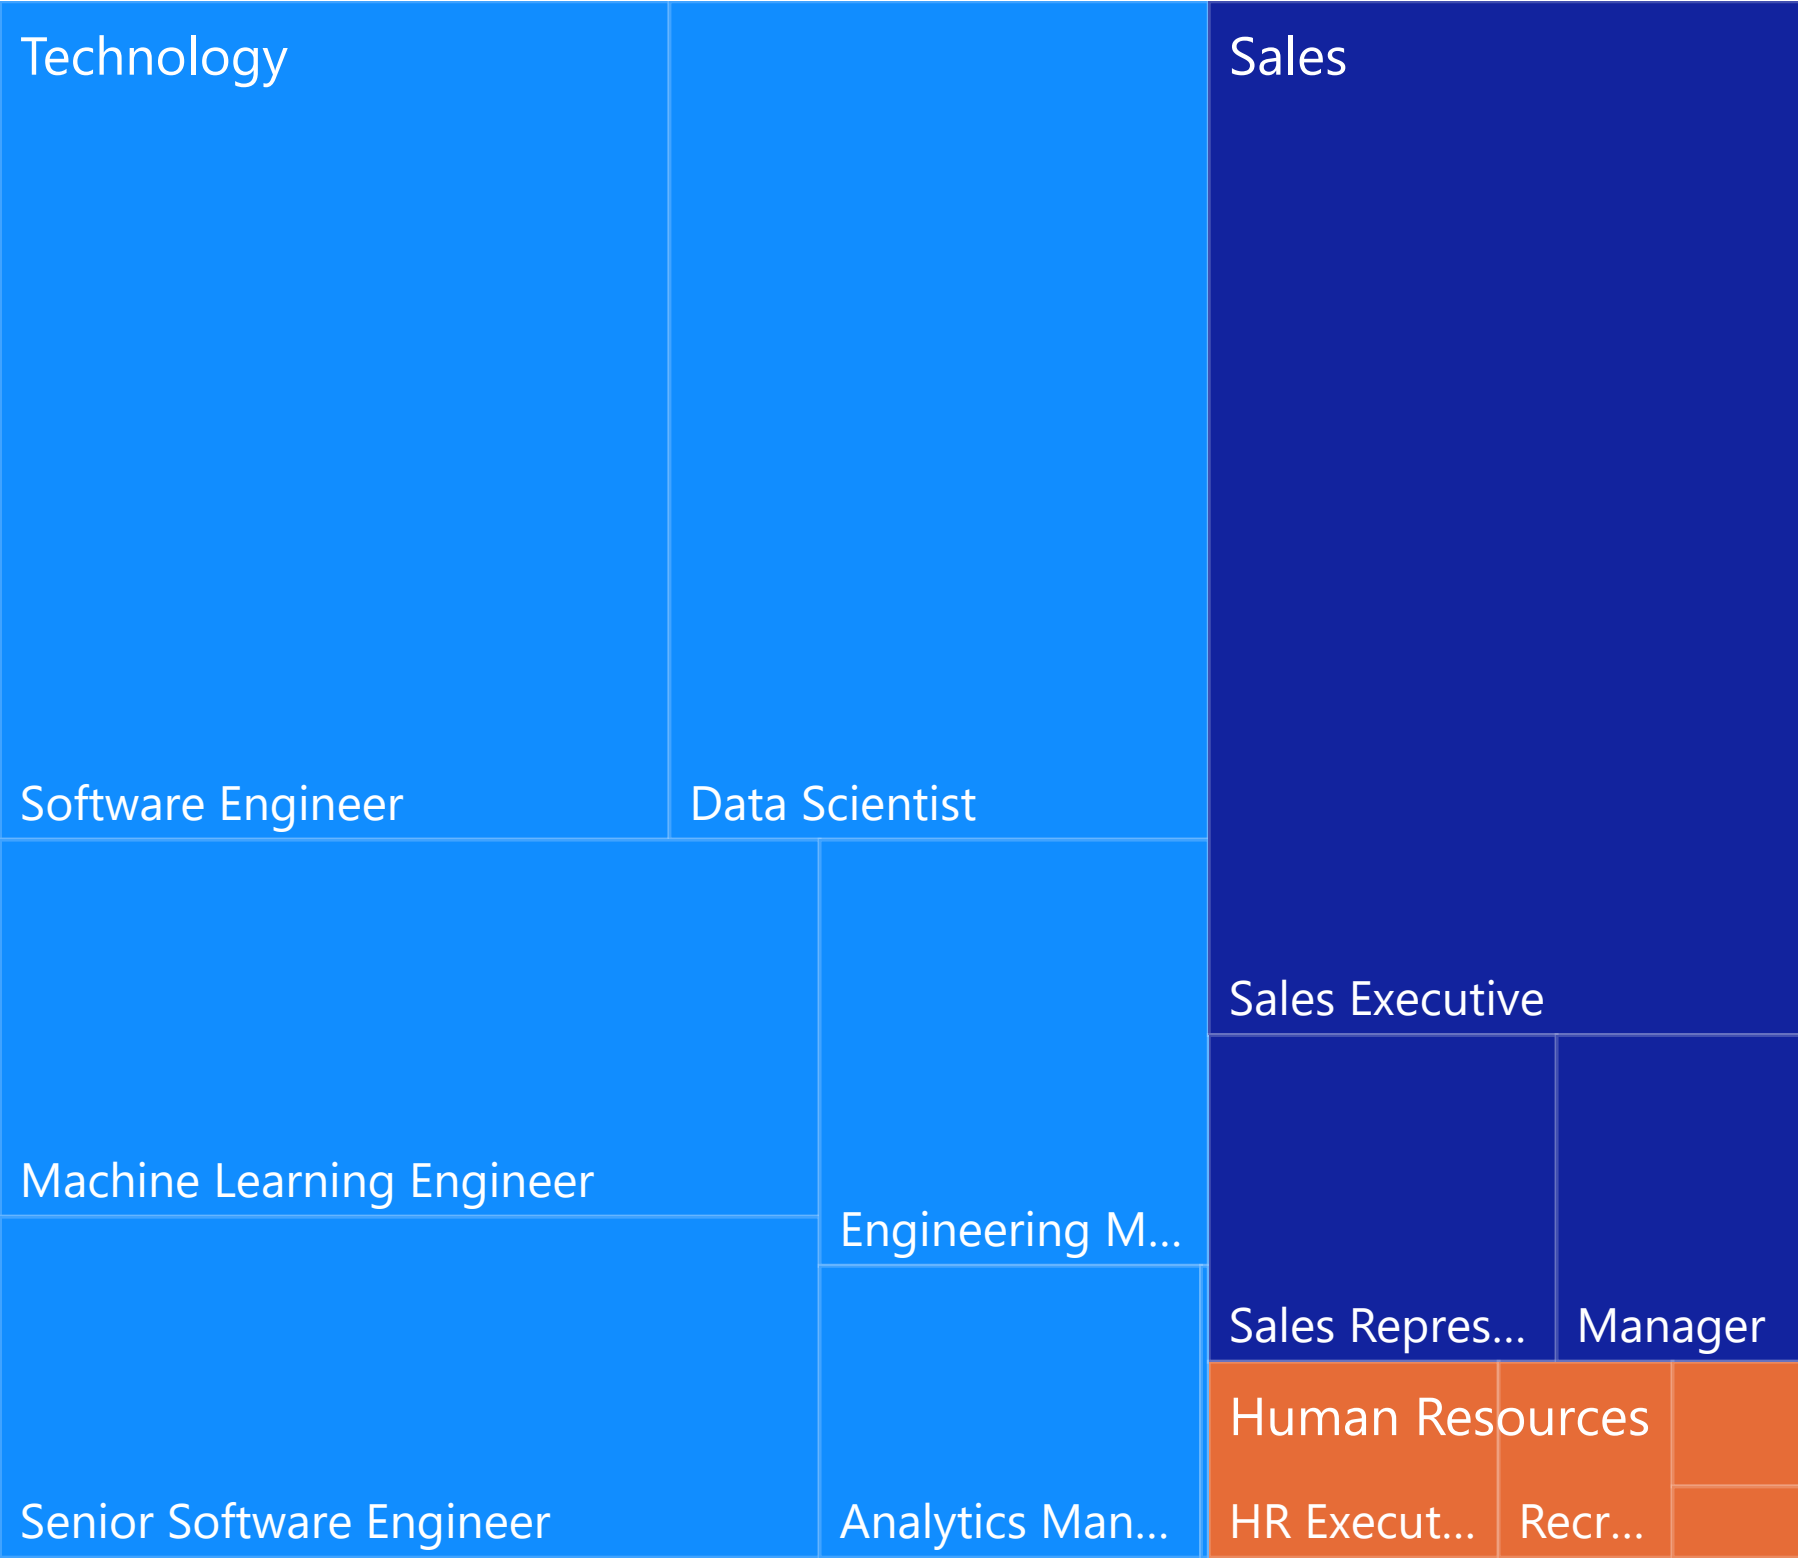 Technology
Software Engineer
Data Scientist
Machine Learning Engineer
Engineering M...
Senior Software Engineer
Analytics Man...
Sales
Sales Executive
Sales Repres...
Manager
Human Resources
HR Execut...
Recr...